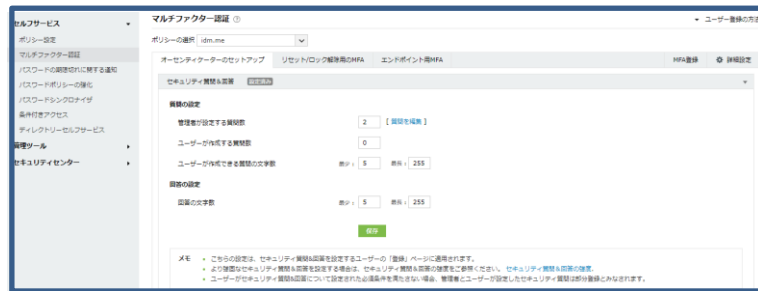 セルフサービス
ポリシー設定
マルチファクター認証
パスワードの期限切れに関する通知
パスワードポリシーの強化
パスワードシンクロナイザ
条件付きアクセス
ディレクトリーセルフサービス
管理ツール
セキュリティセンター
マルチファクター認証
ユーザー登録の方法
ポリシーの選択 idm.me
オーセンティケーターのセットアップ リセット/ロック解除用のMFA エンドポイント用MFA MFA登録 詳細設定
セキュリティ質問&回答 設定済み
質問の設定
管理者が設定する質問数 2 [ 質問を編集 ]
ユーザーが作成する質問数 0
ユーザーが作成できる質問の文字数 最少: 5 最長: 255
回答の設定
回答の文字数 最少: 5 最長: 255
保存
メモ
こちらの設定は、セキュリティ質問&回答を設定するユーザーの「登録」ページに適用されます。
より強固なセキュリティ質問&回答を設定する場合は、セキュリティ質問&回答の強度をご参照ください。 セキュリティ質問&回答の強度.
ユーザーがセキュリティ質問&回答について設定された必須条件を満たさない場合、管理者とユーザーが設定したセキュリティ質問は部分登録とみなされます。